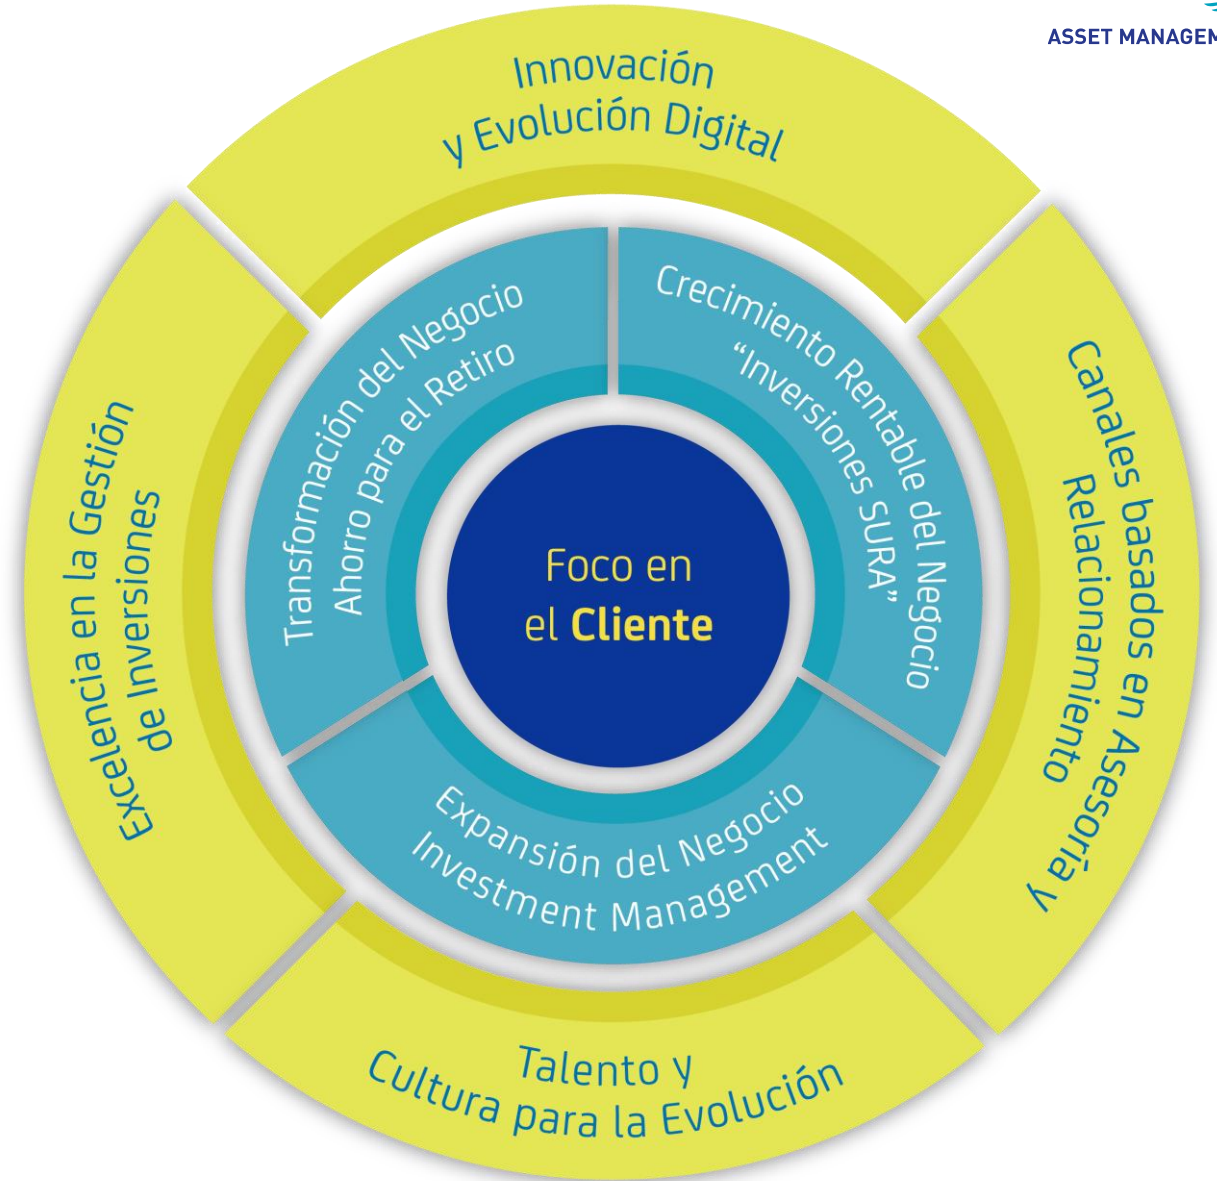 ASSET MANAGEM
Innovación
y Evolución Digital
Transformación del Negocio
Ahorro para el Retiro
Crecimiento Rentable del Negocio
“Inversiones SURA”
Canales basados en Asesoría y
Relacionamiento
Excelencia en la Gestión
de Inversiones
Foco en
el Cliente
Expansión del Negocio
Investment Management
Talento y
Cultura para la Evolución